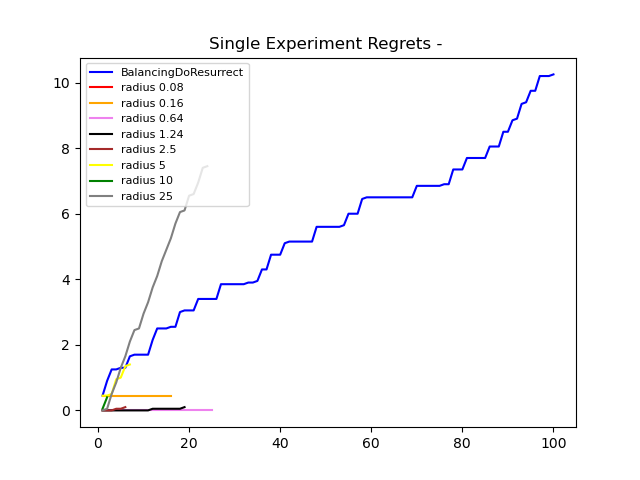 Single Experiment Regrets -
BalancingDoResurrect
radius 0.08
radius 0.16
radius 0.64
radius 1.24
radius 2.5
radius 5
radius 10
radius 25
10
8
6
4
2
0
0 20 40 60 80 100